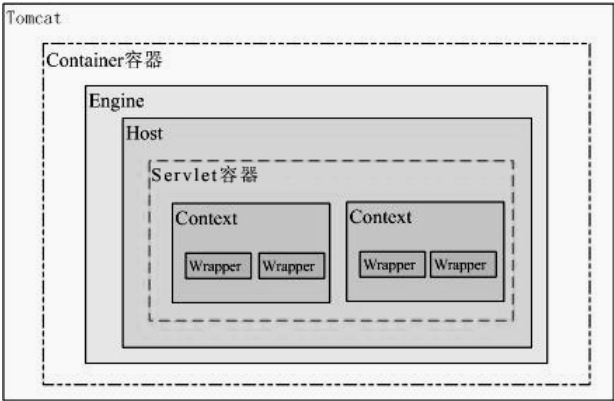 Tomcat
Container容器
Engine
Host
Servlet容器
Context
Context
Wrapper Wrapper
Wrapper Wrapper